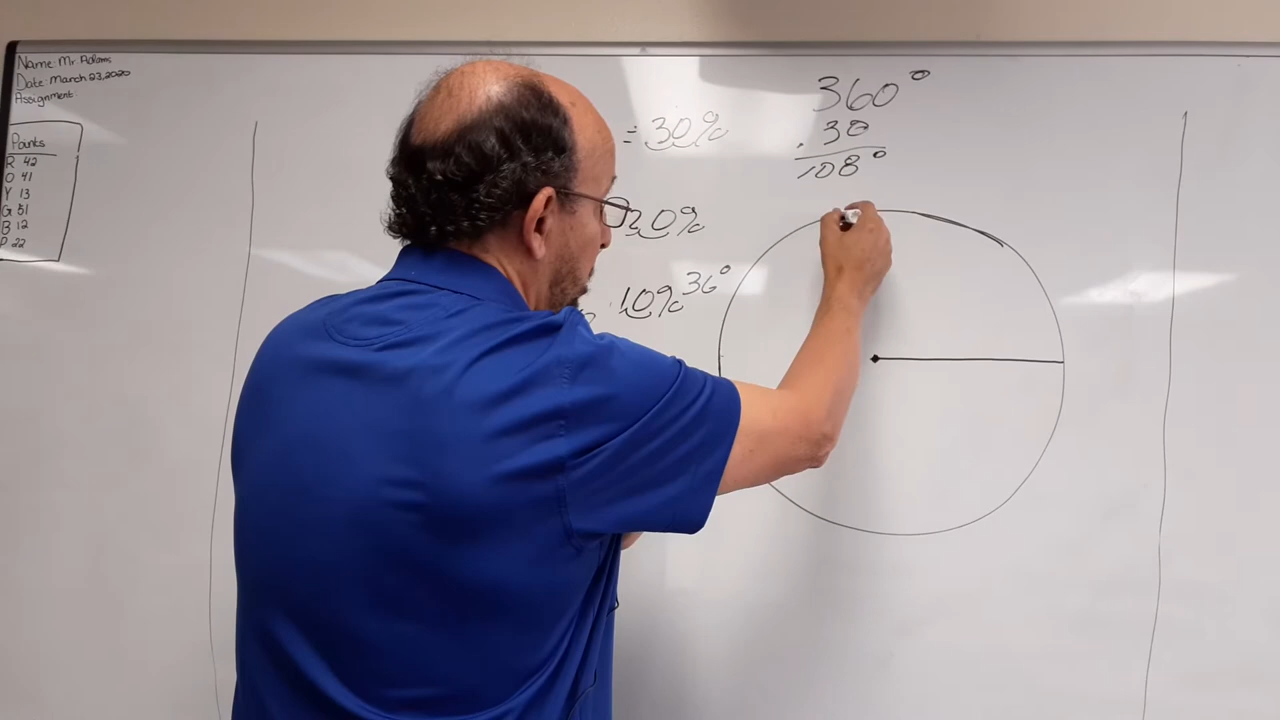 Name: Mr Adams
Date: March 23, 2020
Assignment:
Points
R 42
O 41
Y 13
G 51
B 12
P 22
= 30%
30%
10% 36°
360°
.30
108°